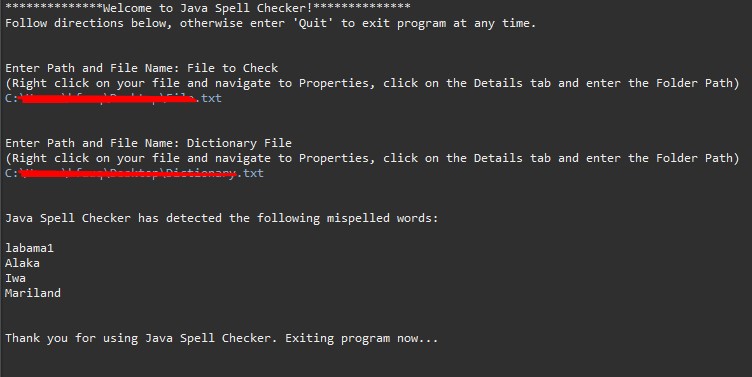 **************Welcome to Java Spell Checker!**************
Follow directions below, otherwise enter 'Quit' to exit program at any time.
Enter Path and File Name: File to Check
(Right click on your file and navigate to Properties, click on the Details tab and enter the Folder Path)
C:\ .txt
Enter Path and File Name: Dictionary File
(Right click on your file and navigate to Properties, click on the Details tab and enter the Folder Path)
C:\ .txt
Java Spell Checker has detected the following mispelled words:
labama1
Alaka
Iwa
Mariland
Thank you for using Java Spell Checker. Exiting program now...